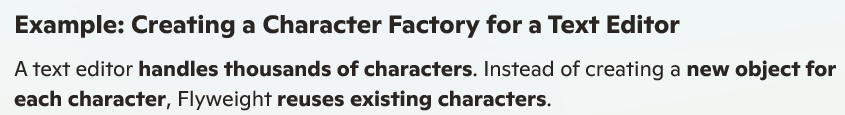 Example: Creating a Character Factory for a Text Editor
A text editor handles thousands of characters. Instead of creating a new object for
each character, Flyweight reuses existing characters.